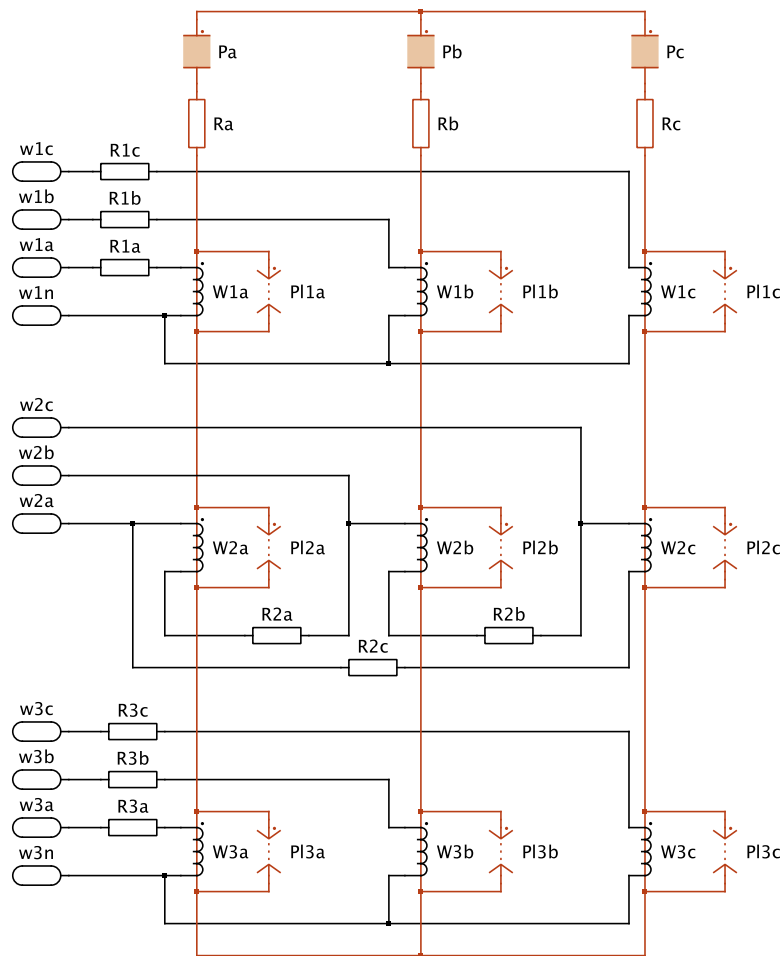 Pa Pb Pc
Ra Rb Rc
w1c R1c
w1b R1b
w1a R1a
w1n W1a Pl1a W1b Pl1b W1c Pl1c
w2c
w2b
w2a
W2a Pl2a W2b Pl2b W2c Pl2c
R2a R2b
R2c
w3c R3c
w3b R3b
w3a R3a
w3n W3a Pl3a W3b Pl3b W3c Pl3c